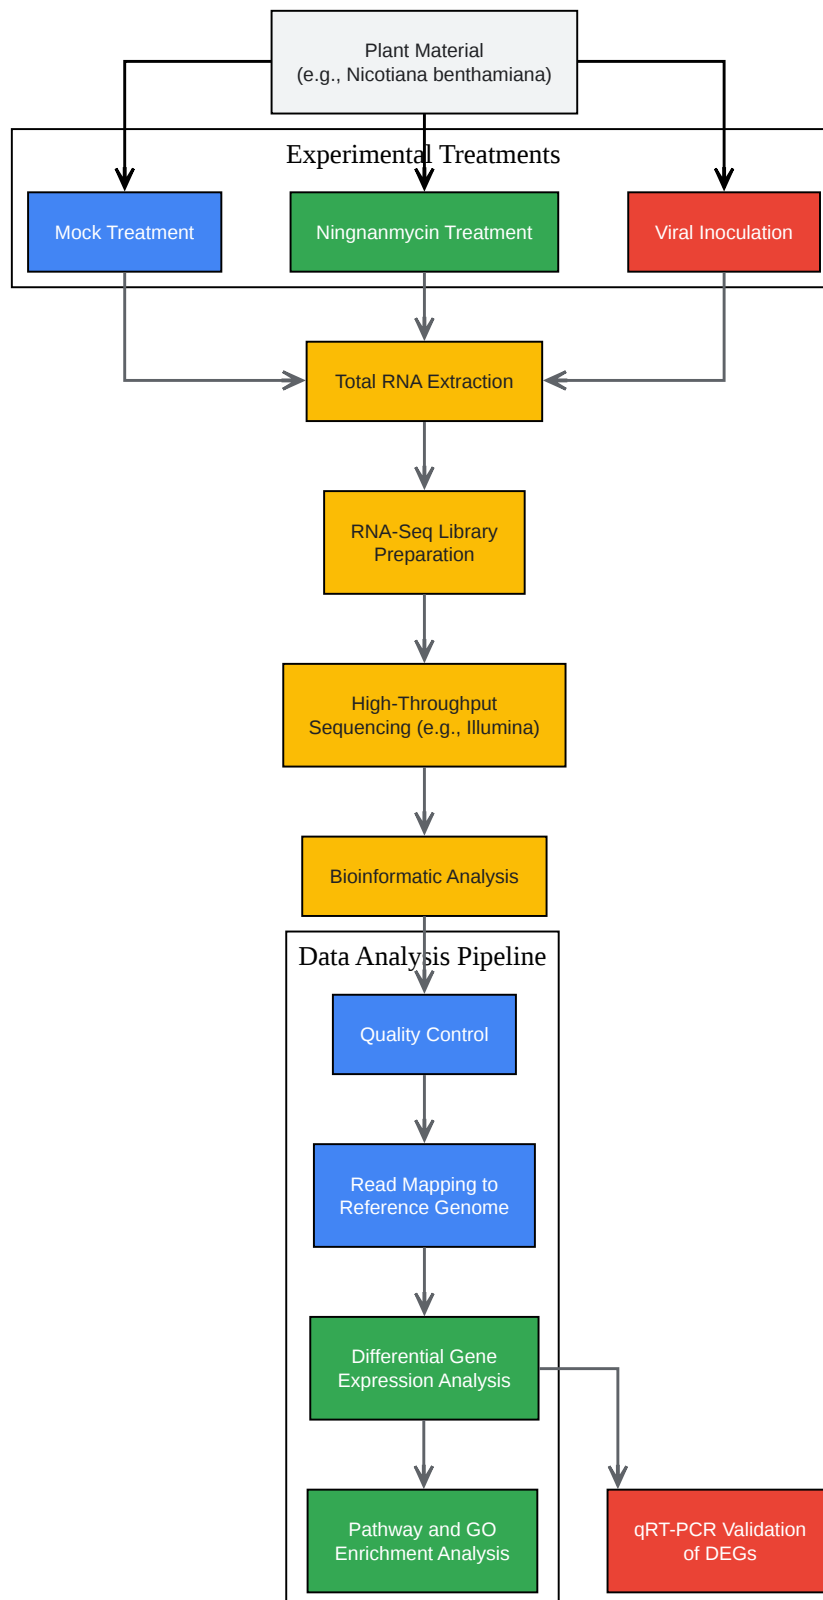 Plant Material
(e.g., Nicotiana benthamiana)
Experimental Treatments
Mock Treatment
Ningnanmycin Treatment
Viral Inoculation
Total RNA Extraction
RNA-Seq Library
Preparation
High-Throughput
Sequencing (e.g., Illumina)
Bioinformatic Analysis
Data Analysis Pipeline
Quality Control
Read Mapping to
Reference Genome
Differential Gene
Expression Analysis
Pathway and GO
Enrichment Analysis
qRT-PCR Validation
of DEGs